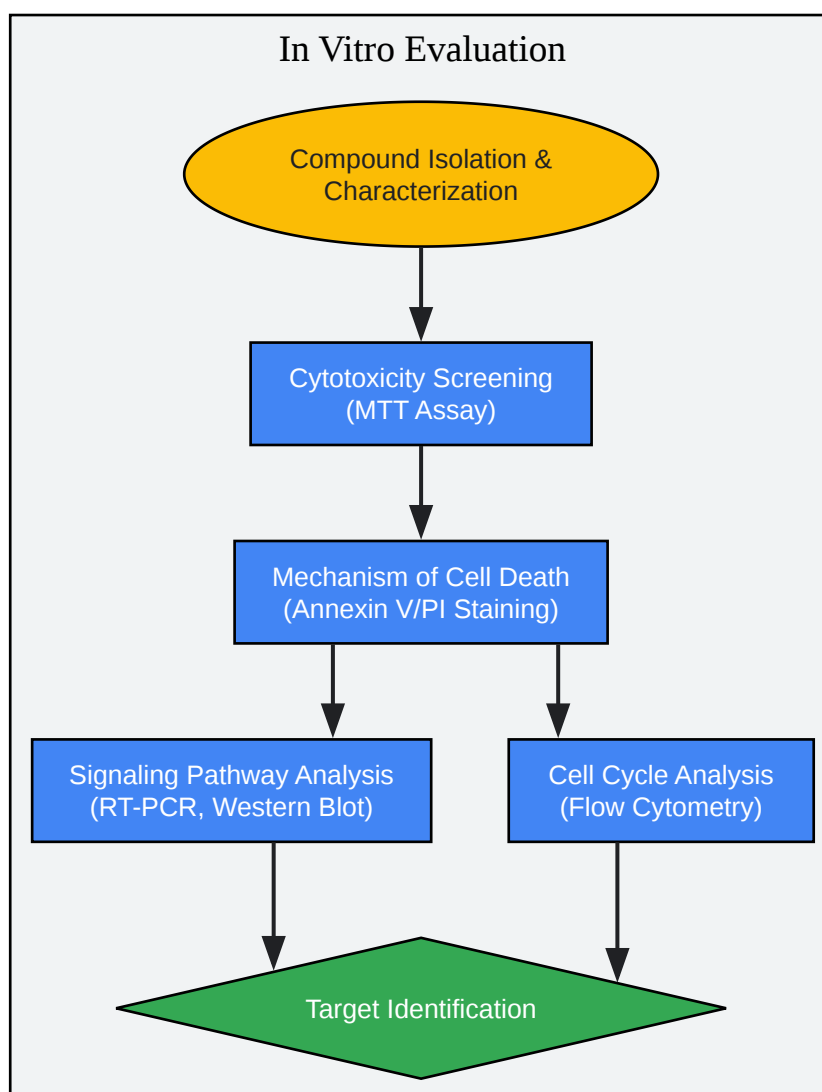 In Vitro Evaluation
Compound Isolation &
Characterization
Cytotoxicity Screening
(MTT Assay)
Mechanism of Cell Death
(Annexin V/PI Staining)
Signaling Pathway Analysis
(RT-PCR, Western Blot)
Cell Cycle Analysis
(Flow Cytometry)
Target Identification